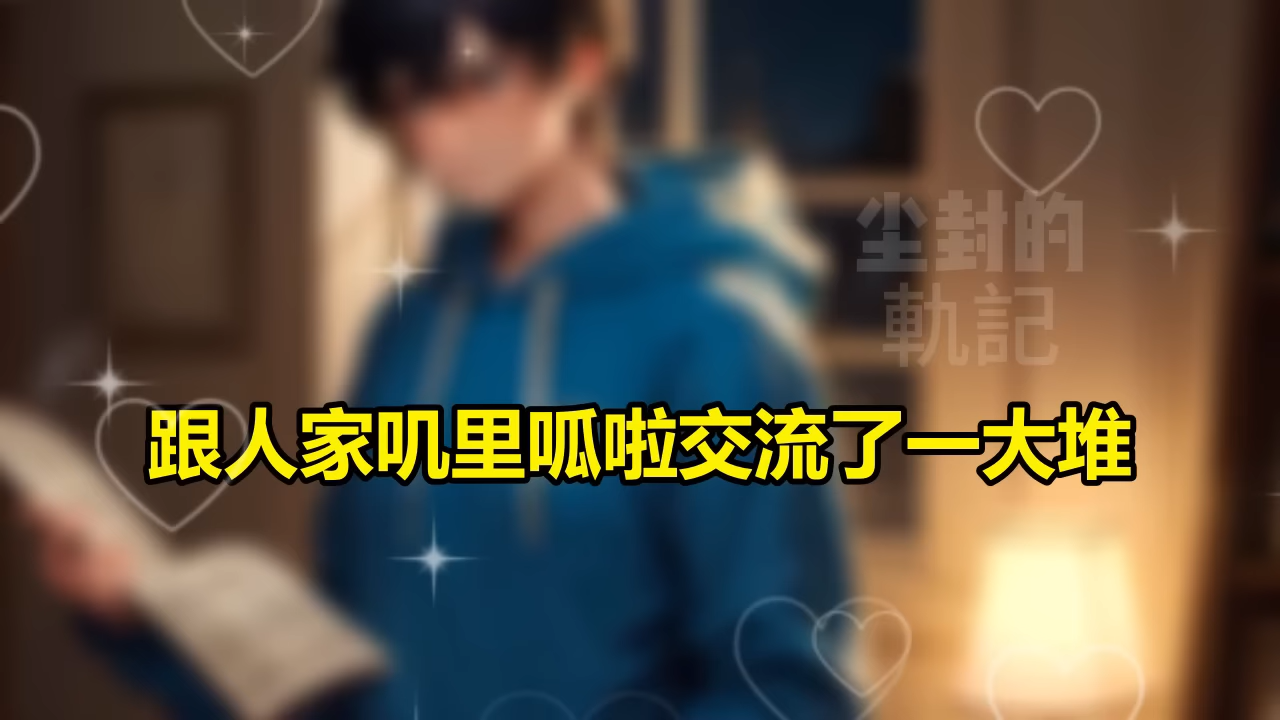 尘封的
軌記
跟人家叽里呱啦交流了一大堆